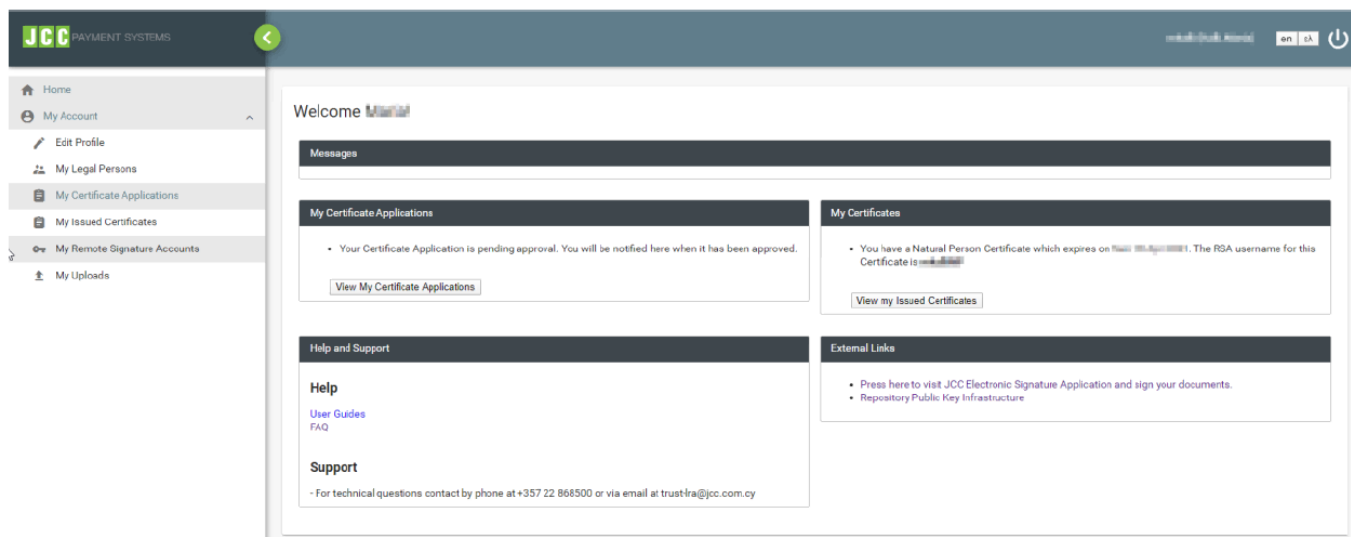 JCC PAYMENT SYSTEMS
en ελ
Home
My Account
Edit Profile
My Legal Persons
My Certificate Applications
My Issued Certificates
My Remote Signature Accounts
My Uploads
Welcome
Messages
My Certificate Applications
• Your Certificate Application is pending approval. You will be notified here when it has been approved.
View My Certificate Applications
My Certificates
• You have a Natural Person Certificate which expires on . The RSA username for this
Certificate is
View my Issued Certificates
Help and Support
Help
User Guides
FAQ
Support
- For technical questions contact by phone at +357 22 868500 or via email at trust-lra@jcc.com.cy
External Links
• Press here to visit JCC Electronic Signature Application and sign your documents.
• Repository Public Key Infrastructure